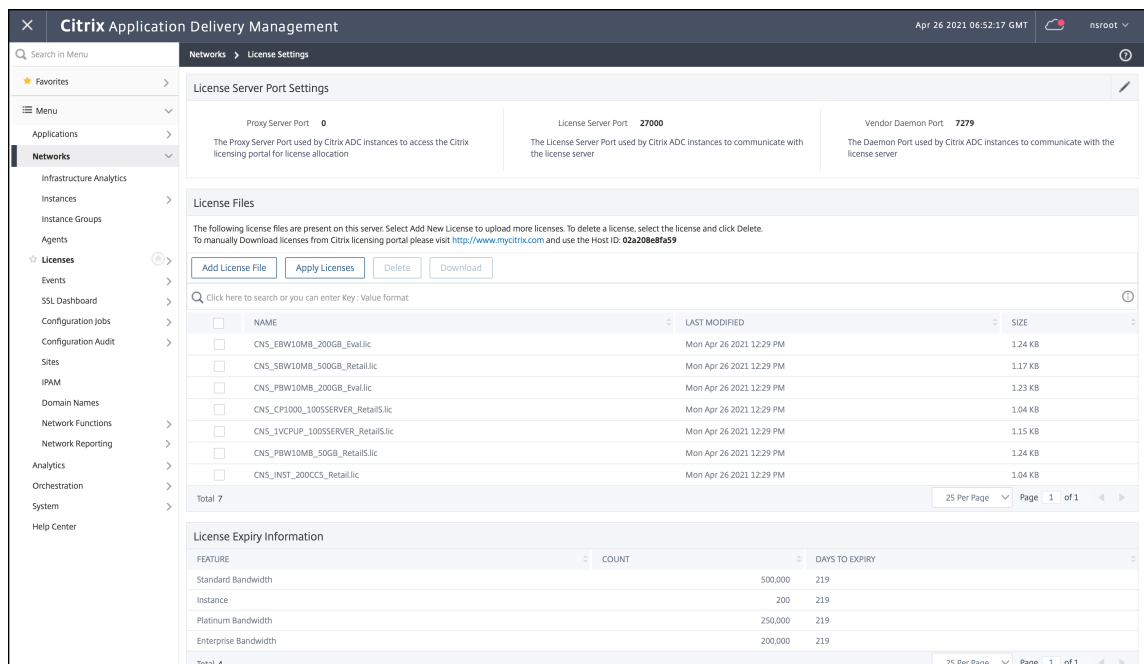 Citrix Application Delivery Management
Apr 26 2021 06:52:17 GMT
nsroot
Search in Menu
Networks > License Settings
Favorites
Menu
Applications
Networks
Infrastructure Analytics
Instances
Instance Groups
Agents
Licenses
Events
SSL Dashboard
Configuration Jobs
Configuration Audit
Sites
IPAM
Domain Names
Network Functions
Network Reporting
Analytics
Orchestration
System
Help Center
License Server Port Settings
Proxy Server Port 0
The Proxy Server Port used by Citrix ADC instances to access the Citrix
licensing portal for license allocation
License Server Port 27000
The License Server Port used by Citrix ADC instances to communicate with
the license server
Vendor Daemon Port 7279
The Daemon Port used by Citrix ADC instances to communicate with the
license server
License Files
The following license files are present on this server. Select Add New License to upload more licenses. To delete a license, select the license and click Delete.
To manually Download licenses from Citrix licensing portal please visit http://www.mycitrix.com and use the Host ID: 02a208e8fa59
Add License File Apply Licenses Delete Download
Click here to search or you can enter Key : Value format
NAME LAST MODIFIED SIZE
CNS_EBW10MB_200GB_Eval.lic Mon Apr 26 2021 12:29 PM 1.24 KB
CNS_SBW10MB_500GB_Retail.lic Mon Apr 26 2021 12:29 PM 1.17 KB
CNS_PBW10MB_200GB_Eval.lic Mon Apr 26 2021 12:29 PM 1.23 KB
CNS_CP1000_100SSERVER_RetailS.lic Mon Apr 26 2021 12:29 PM 1.04 KB
CNS_1VCPUP_100SSERVER_RetailS.lic Mon Apr 26 2021 12:29 PM 1.15 KB
CNS_PBW10MB_50GB_RetailS.lic Mon Apr 26 2021 12:29 PM 1.24 KB
CNS_INST_200CCS_Retail.lic Mon Apr 26 2021 12:29 PM 1.04 KB
Total 7 25 Per Page Page 1 of 1
License Expiry Information
FEATURE COUNT DAYS TO EXPIRY
Standard Bandwidth 500,000 219
Instance 200 219
Platinum Bandwidth 250,000 219
Enterprise Bandwidth 200,000 219
Total 4 25 Per Page Page 1 of 1